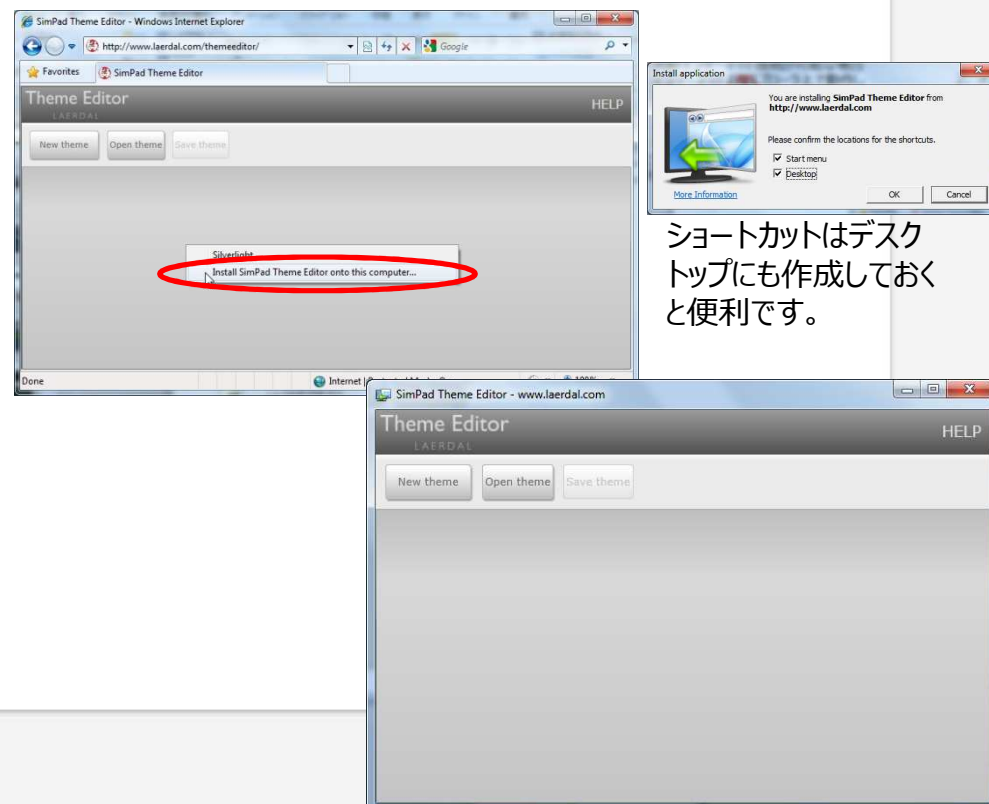 SimPad Theme Editor - Windows Internet Explorer
http://www.laerdal.com/themeeditor/
Google
Favorites
SimPad Theme Editor
Theme Editor
LAERDAL
HELP
New theme
Open theme
Save theme
Silverlight
Install SimPad Theme Editor onto this computer...
Done
Internet
Install application
You are installing SimPad Theme Editor from
http://www.laerdal.com
Please confirm the locations for the shortcuts.
Start menu
Desktop
More Information
OK
Cancel
ショートカットはデスク
トップにも作成しておく
と便利です。
SimPad Theme Editor - www.laerdal.com
Theme Editor
LAERDAL
HELP
New theme
Open theme
Save theme